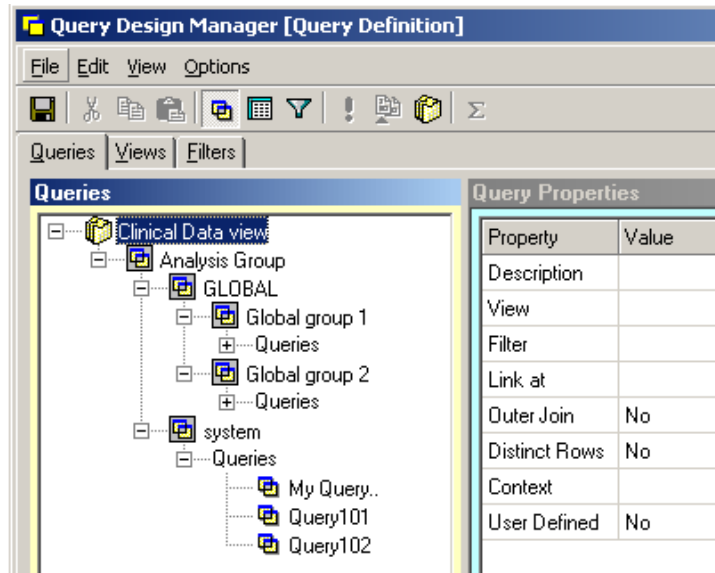 Query Design Manager [Query Definition]
File Edit View Options
Queries Views Filters
Queries
Clinical Data view
Analysis Group
GLOBAL
Global group 1
Queries
Global group 2
Queries
system
Queries
My Query..
Query101
Query102
Query Properties
Property Value
Description
View
Filter
Link at
Outer Join No
Distinct Rows No
Context
User Defined No